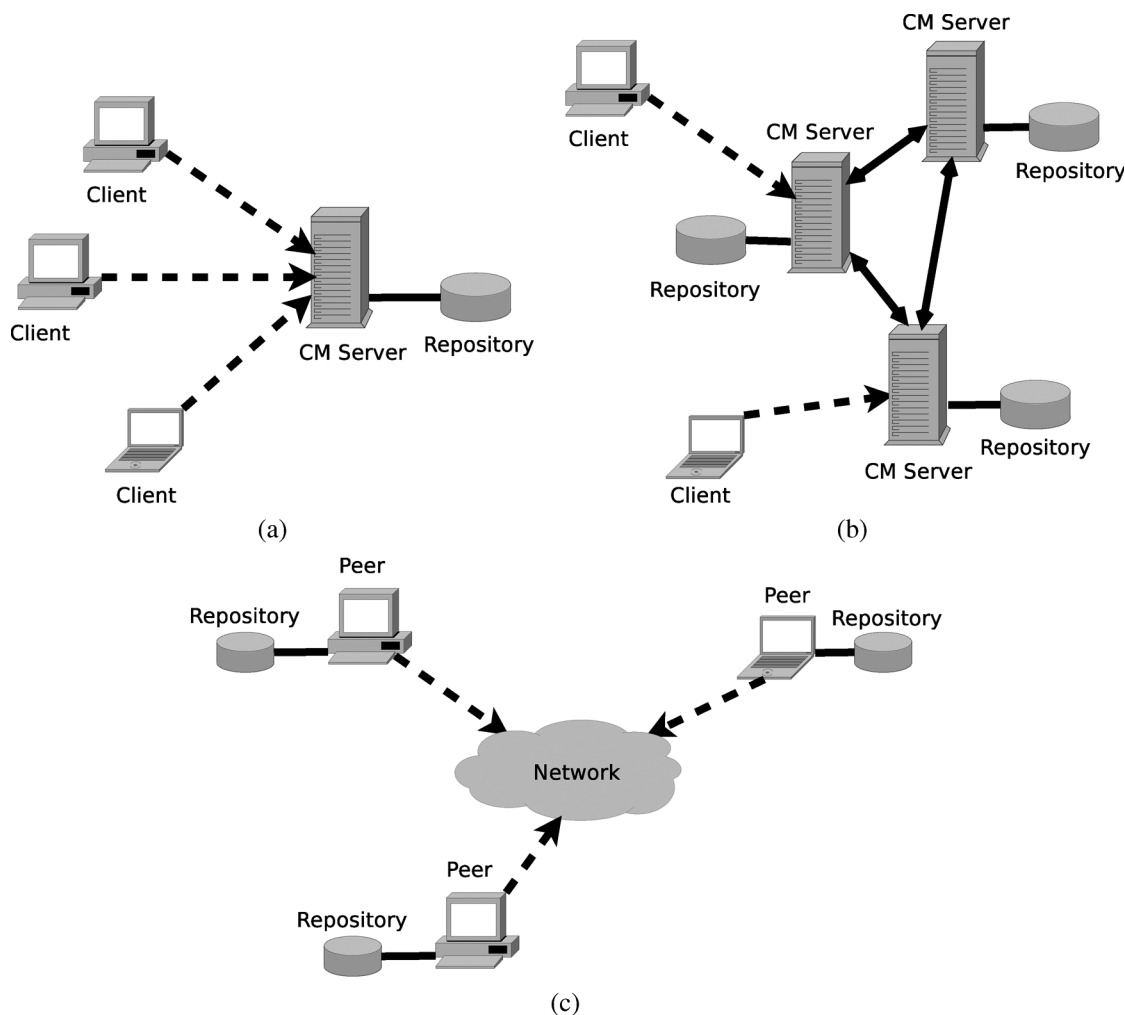 Client
Client
Client
CM Server
Repository
(a)
CM Server
Client
CM Server
Repository
Repository
Repository
CM Server
Client
(b)
Peer
Repository
Peer
Repository
Network
Peer
Repository
(c)